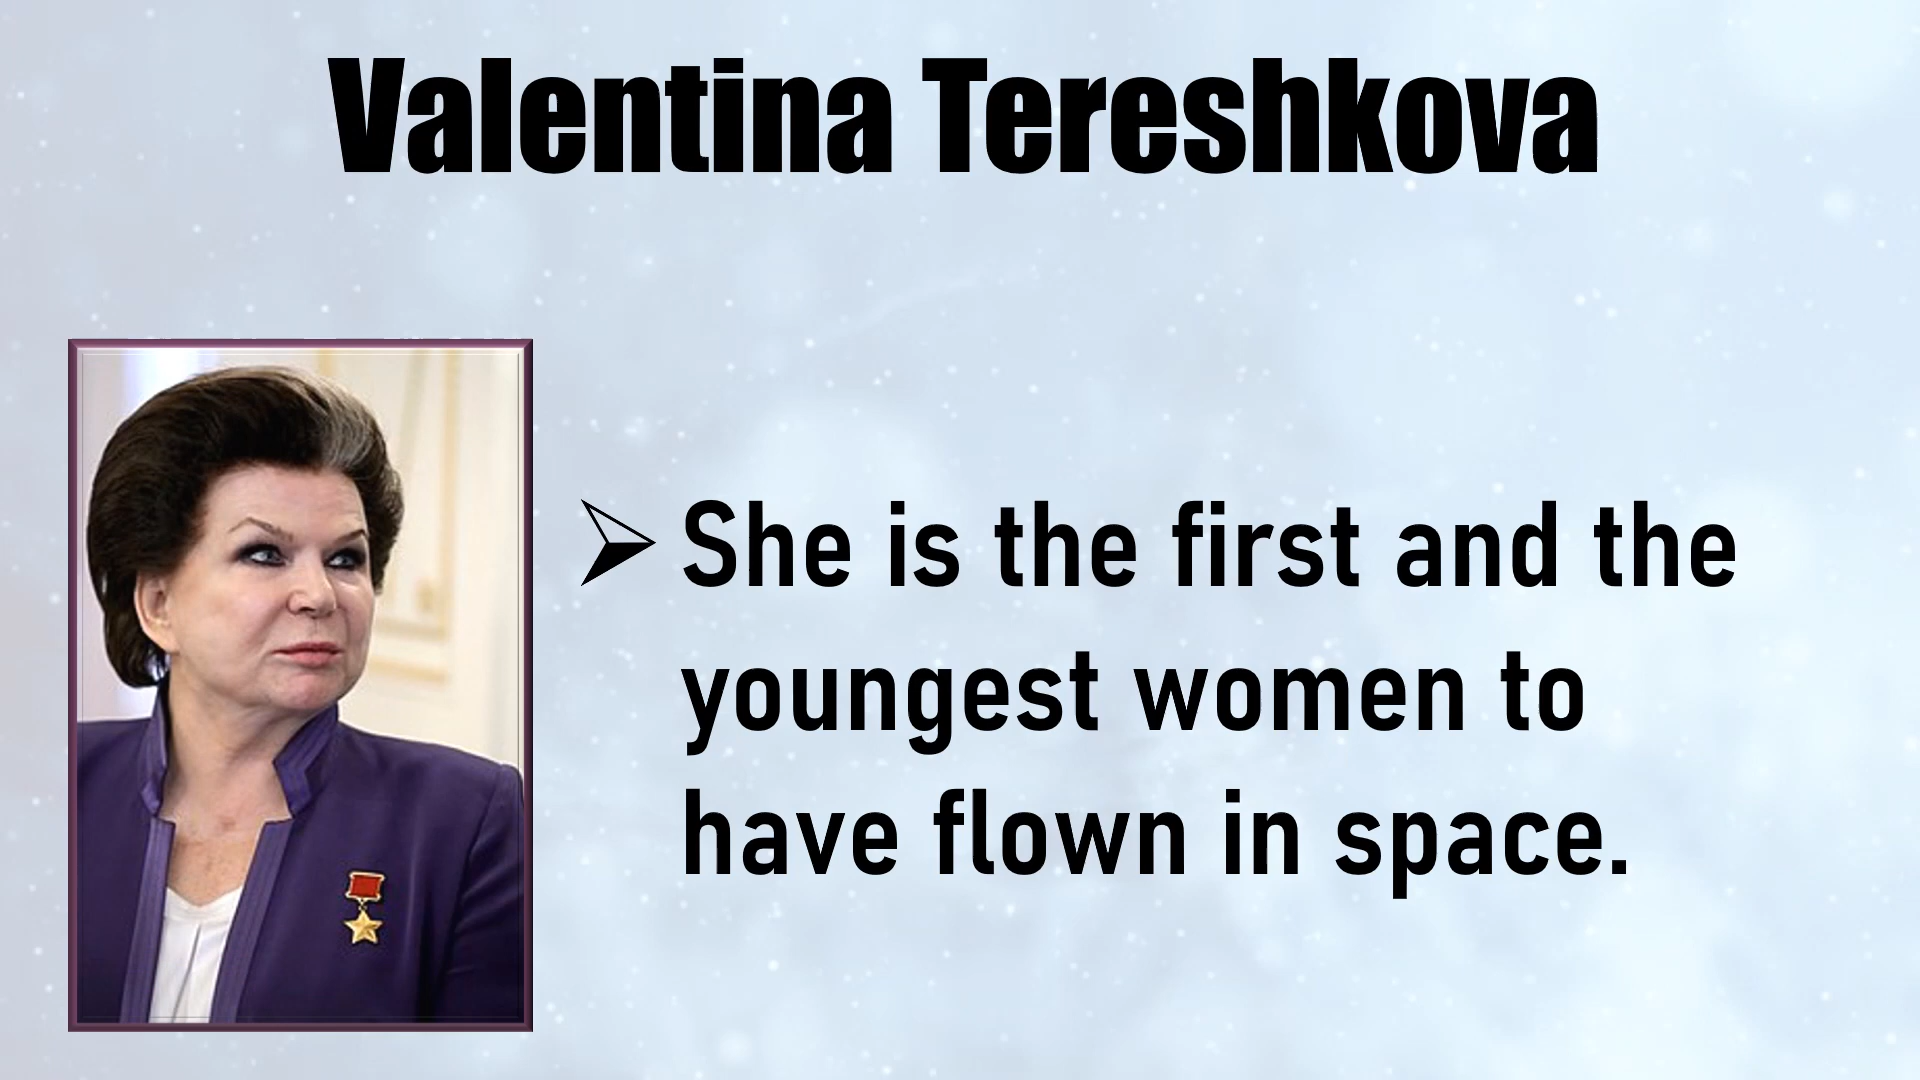 Valentina Tereshkova
She is the first and the
youngest women to
have flown in space.